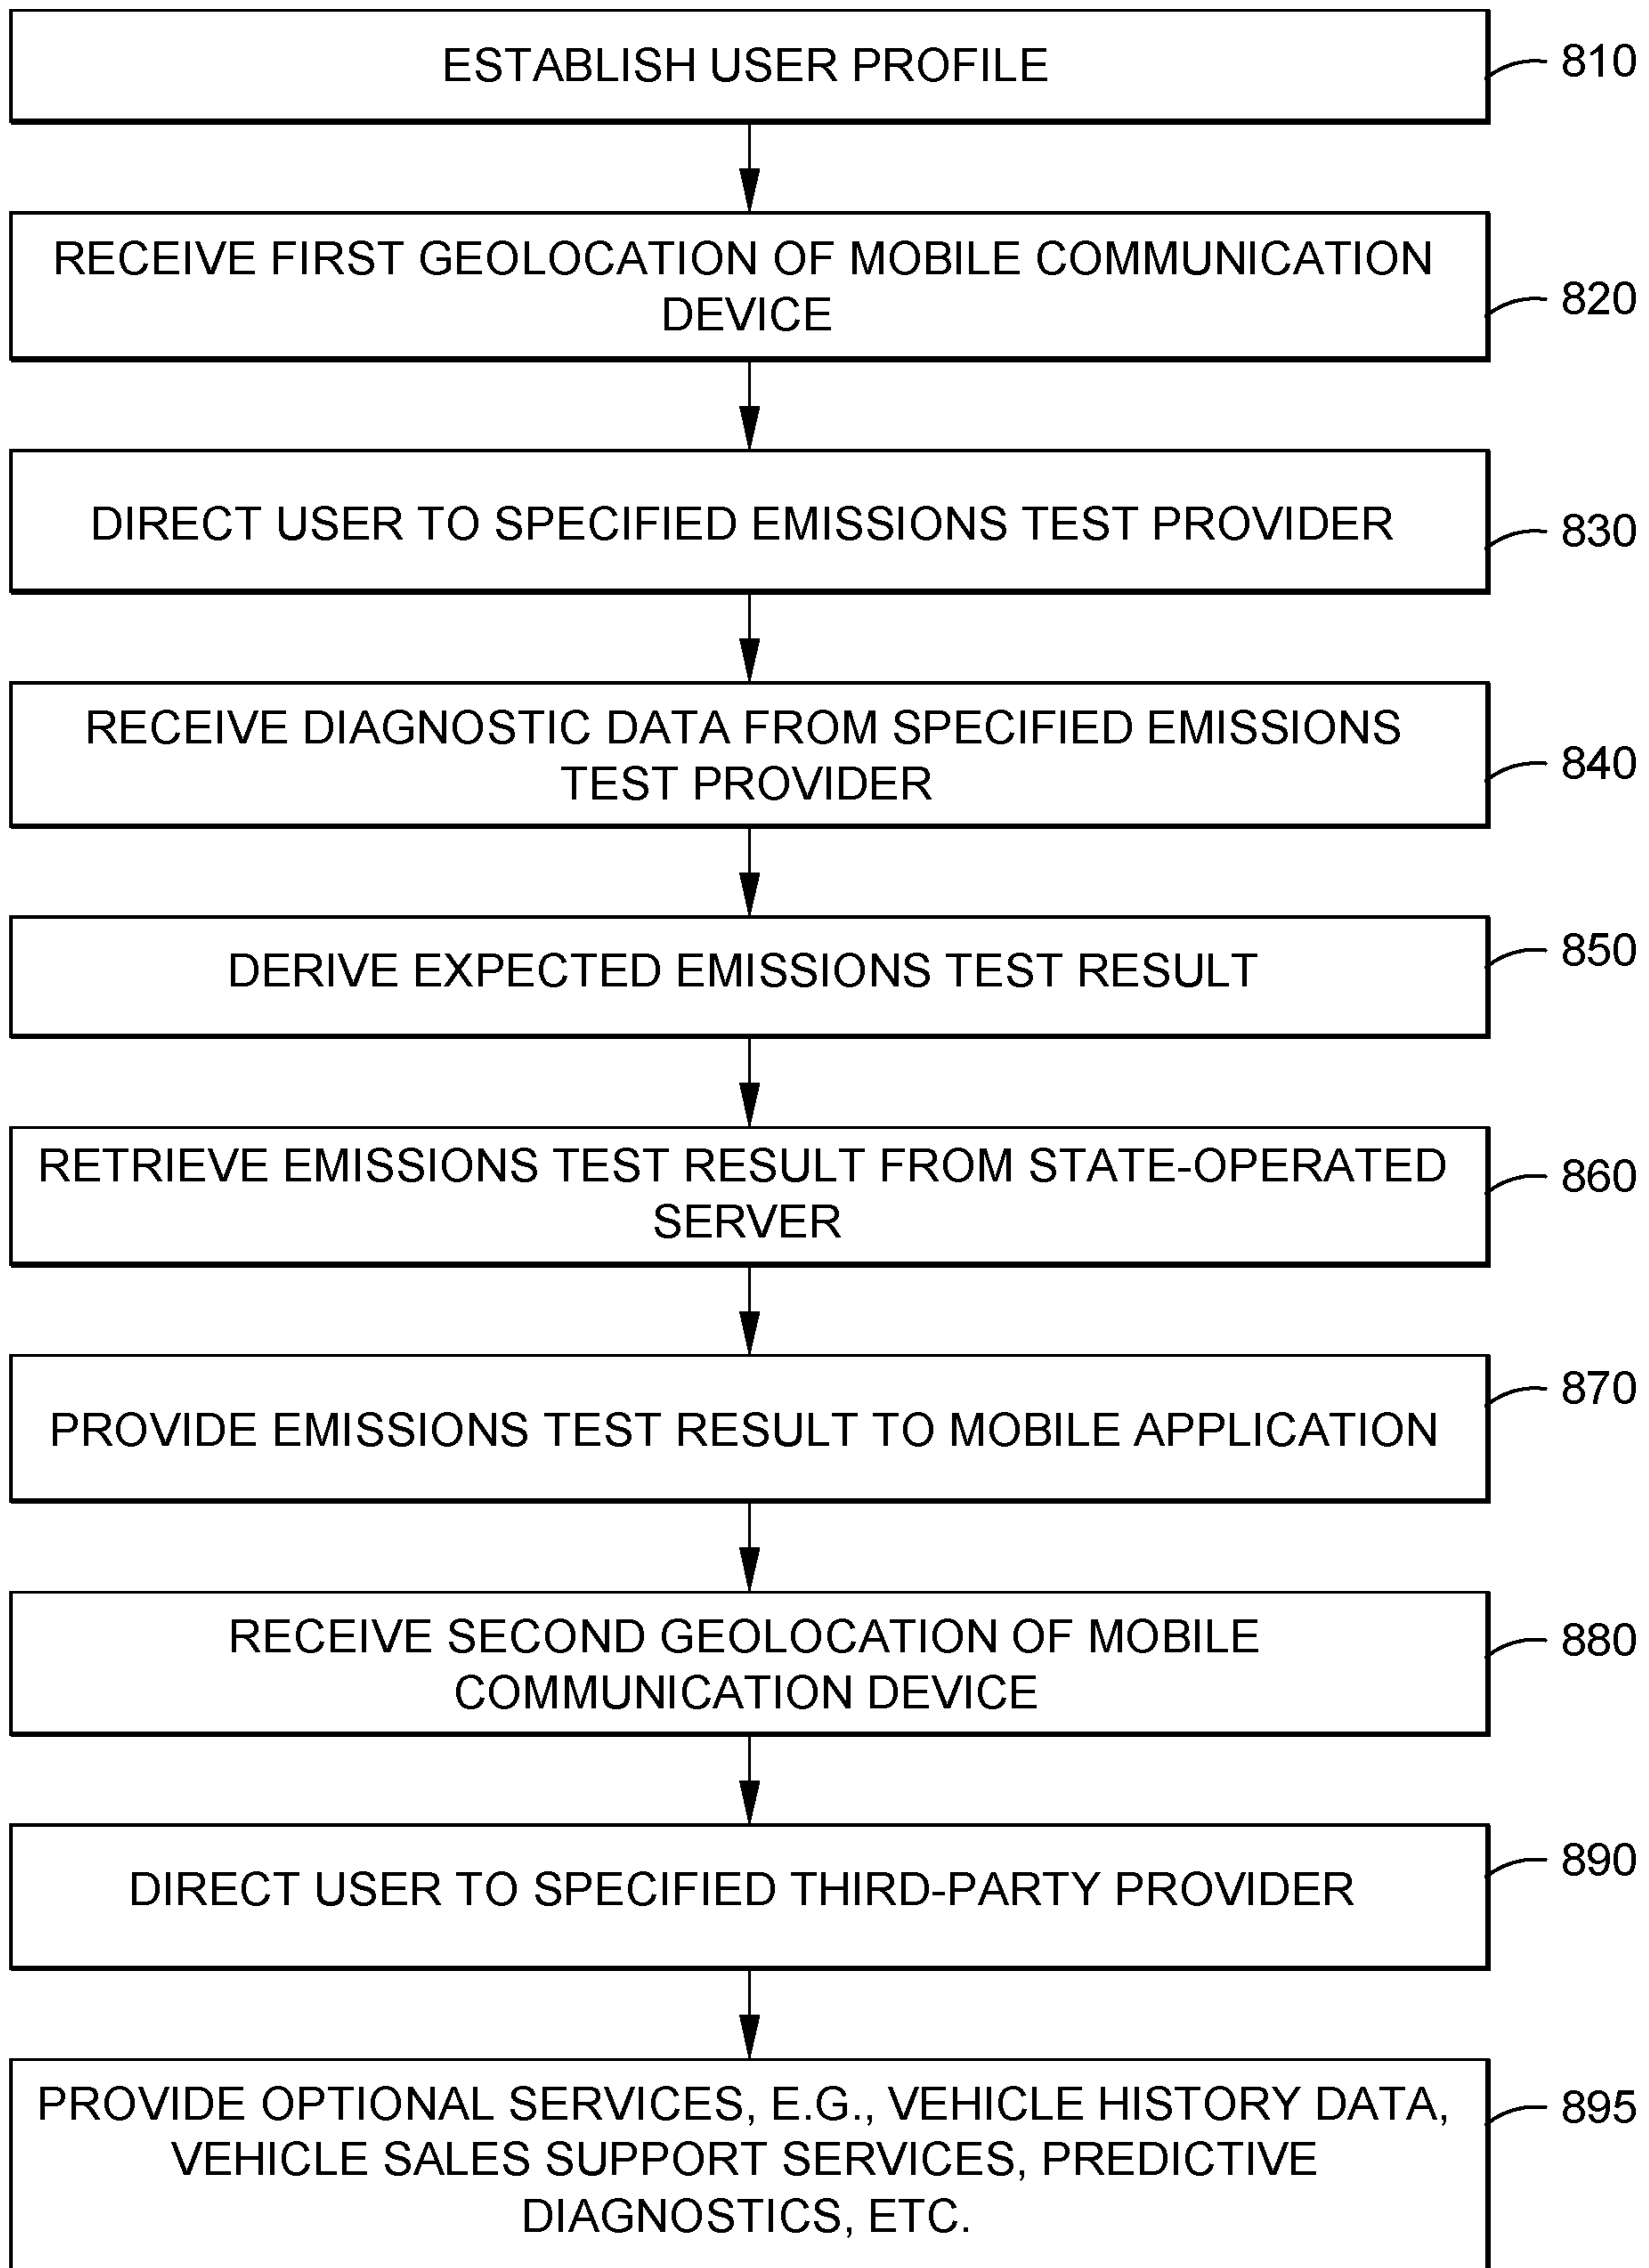 ESTABLISH USER PROFILE
810
RECEIVE FIRST GEOLOCATION OF MOBILE COMMUNICATION
DEVICE
820
DIRECT USER TO SPECIFIED EMISSIONS TEST PROVIDER
830
RECEIVE DIAGNOSTIC DATA FROM SPECIFIED EMISSIONS
TEST PROVIDER
840
DERIVE EXPECTED EMISSIONS TEST RESULT
850
RETRIEVE EMISSIONS TEST RESULT FROM STATE-OPERATED
SERVER
860
PROVIDE EMISSIONS TEST RESULT TO MOBILE APPLICATION
870
RECEIVE SECOND GEOLOCATION OF MOBILE
COMMUNICATION DEVICE
880
DIRECT USER TO SPECIFIED THIRD-PARTY PROVIDER
890
PROVIDE OPTIONAL SERVICES, E.G., VEHICLE HISTORY DATA,
VEHICLE SALES SUPPORT SERVICES, PREDICTIVE
DIAGNOSTICS, ETC.
895